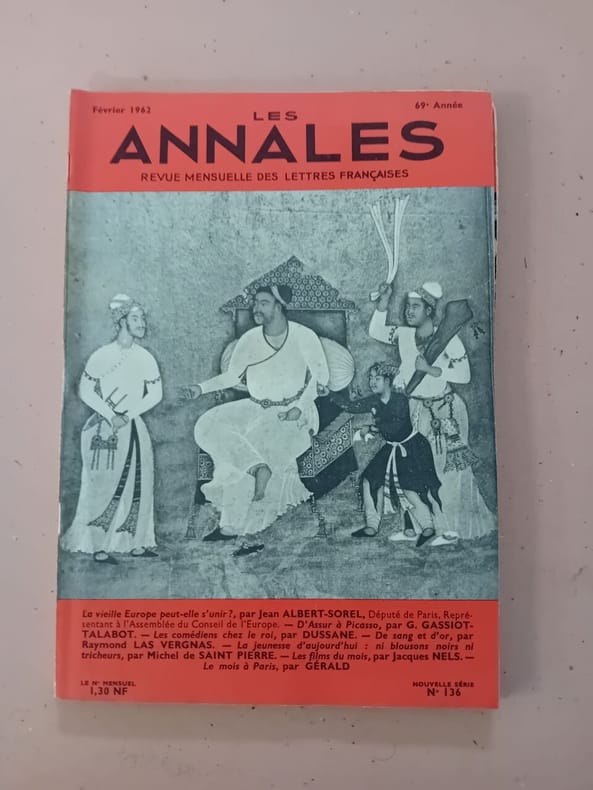 Février 1962
69e Année
LES
ANNALES
REVUE MENSUELLE DES LETTRES FRANÇAISES
La vieille Europe peut-elle s'unir?, par Jean ALBERT-SOREL, Député de Paris, Repré-
sentant à l'Assemblée du Conseil de l'Europe. — D'Assur à Picasso, par G. GASSIOT-
TALABOT. — Les comédiens chez le roi, par DUSSANE. — De sang et d'or, par
Raymond LAS VERGNAS. — La jeunesse d'aujourd'hui : ni blousons noirs ni
tricheurs, par Michel de SAINT PIERRE. — Les films du mois, par Jacques NELS. —
Le mois à Paris, par GÉRALD
LE No MENSUEL
1,30 NF
NOUVELLE SÉRIE
No 136